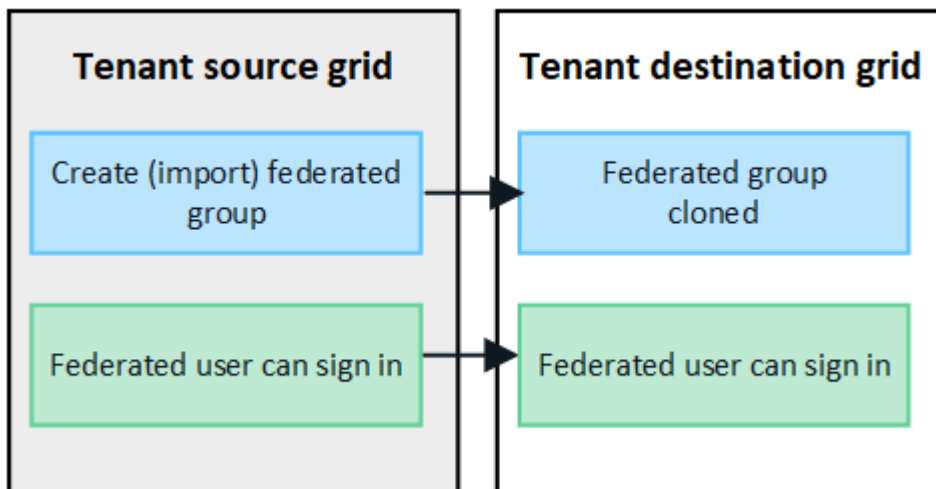 Tenant source grid
Create (import) federated
group
Federated user can sign in
Tenant destination grid
Federated group
cloned
Federated user can sign in